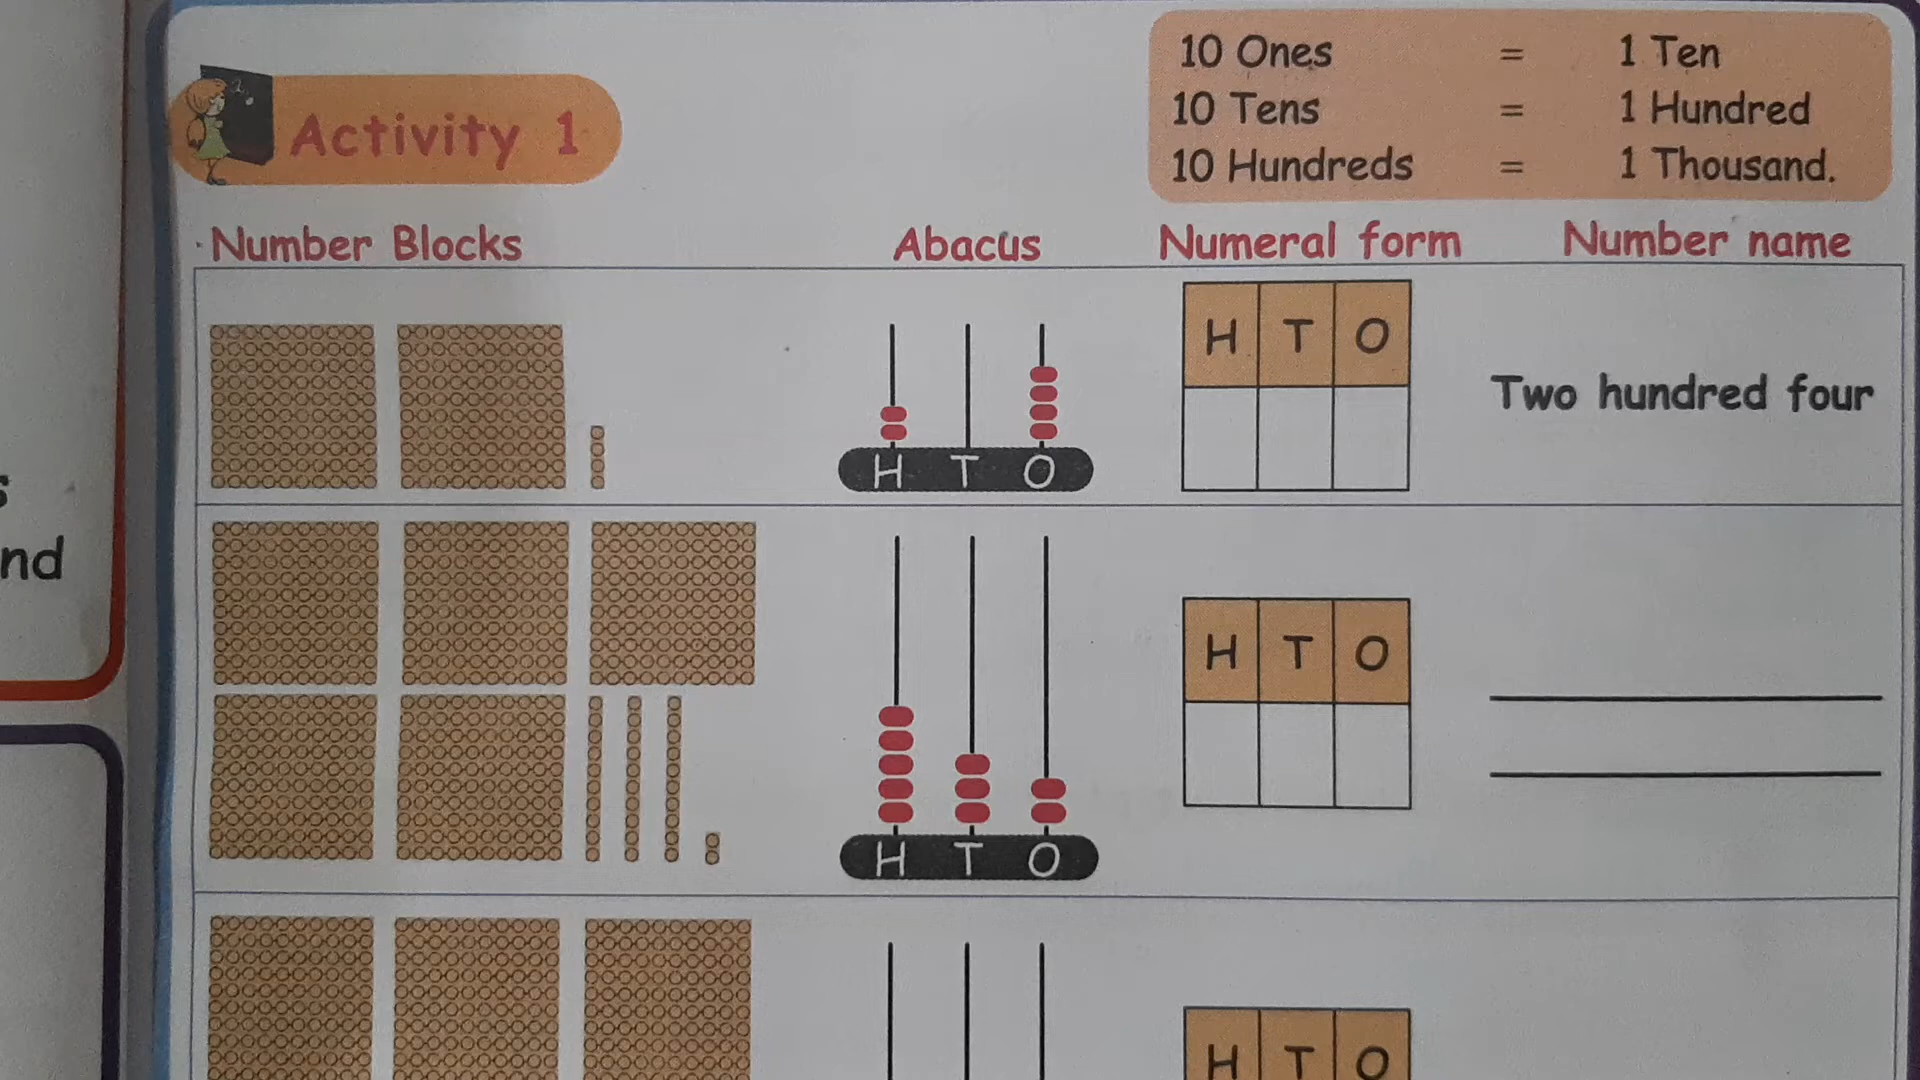 Activity 1
10 Ones = 1 Ten
10 Tens = 1 Hundred
10 Hundreds = 1 Thousand.
Number Blocks Abacus Numeral form Number name
H T O
Two hundred four
H T O
H T O
H T O
H T O
nd